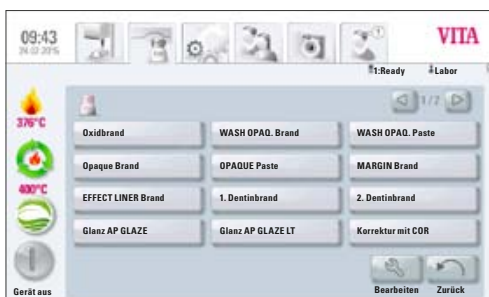 09:43
24.02.2015
VITA
1:Ready
Labor
376°C
1/2
Oxidbrand
WASH OPAQ. Brand
WASH OPAQ. Paste
Opaque Brand
OPAQUE Paste
MARGIN Brand
400°C
EFFECT LINER Brand
1. Dentinbrand
2. Dentinbrand
Glanz AP GLAZE
Glanz AP GLAZE LT
Korrektur mit COR
Gerät aus
Bearbeiten
Zurück